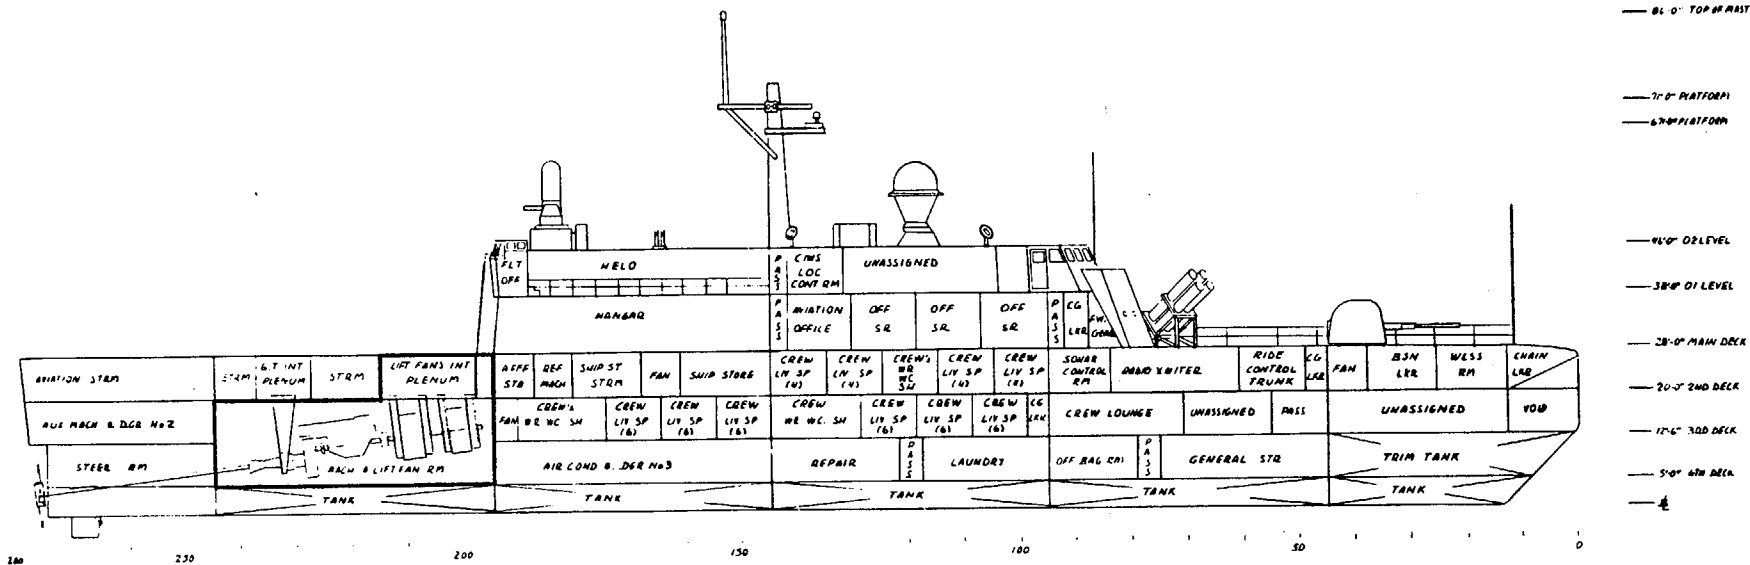 86'-0" TOP OF MAST
71'-0" PLATFORM
67'-0" PLATFORM
46'-0" 02 LEVEL
38'-0" 01 LEVEL
28'-0" MAIN DECK
20'-0" 2ND DECK
12'-6" 3RD DECK
5'-0" 4TH DECK
FLT
OFF
HELO
PASS
CIWS
LOC
CONT RM
UNASSIGNED
HANGAR
PASS
AVIATION
OFFICE
OFF
SR
OFF
SR
OFF
SR
PASS
CG
LKR
AVIATION STRM
STRM
G.T. INT
PLENUM
STRM
LIFT FANS INT
PLENUM
AFFF
STA
REF
MACH
SHIP ST
STRM
FAN
SHIP STORE
CREW
LIV SP
(4)
CREW
LIV SP
(4)
CREW'S
WR
WC
SH
CREW
LIV SP
(4)
CREW
LIV SP
SONAR
CONTROL
RM
RADIO XMITER
RIDE
CONTROL
TRUNK
CG
LKR
FAN
BSN
LKR
RM
CHAIN
LKR
AUX MACH & DGR No 2
FAN
CREW'S
WR WC SH
CREW
LIV SP
(6)
CREW
LIV SP
(6)
CREW
LIV SP
(6)
CREW
WR WC. SH
CREW
LIV SP
(6)
CREW
LIV SP
(6)
CREW
LIV SP
(6)
CG
LKR
CREW LOUNGE
UNASSIGNED
PASS
UNASSIGNED
VOID
STEER RM
MACH & LIFT FAN RM
AIR COND & DGR No 3
REPAIR
PASS
LAUNDRY
OFF BAG RM
PASS
GENERAL STR
TRIM TANK
TANK
TANK
TANK
TANK
TANK
250
200
150
100
50
0